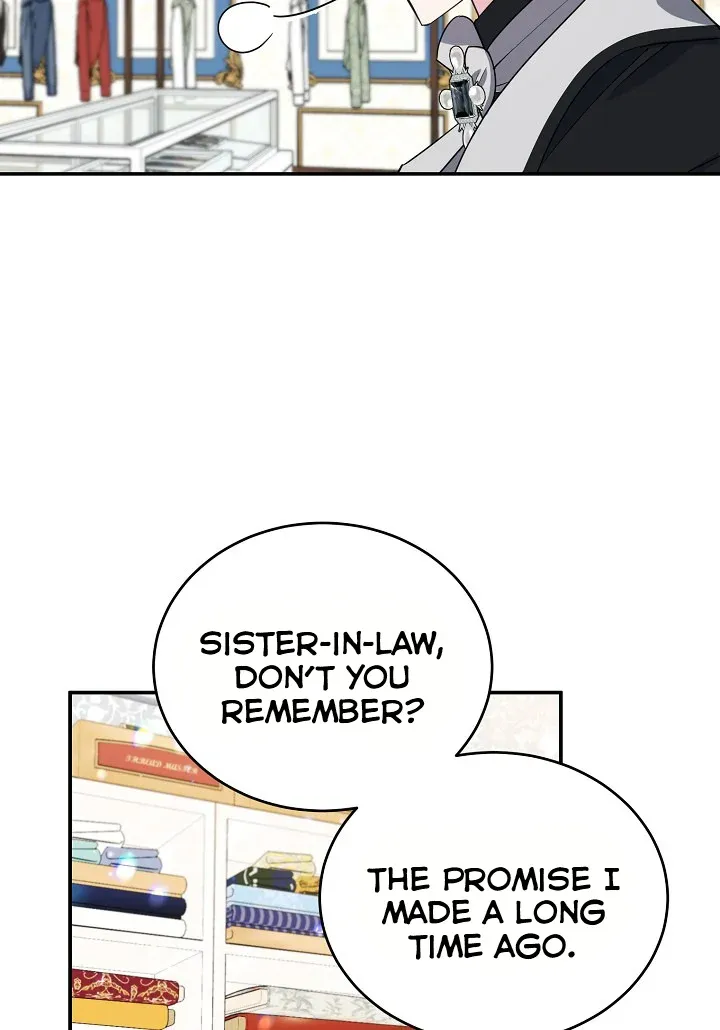 SISTER-IN-LAW,
DON'T YOU
REMEMBER?
THE PROMISE I
MADE A LONG
TIME AGO.